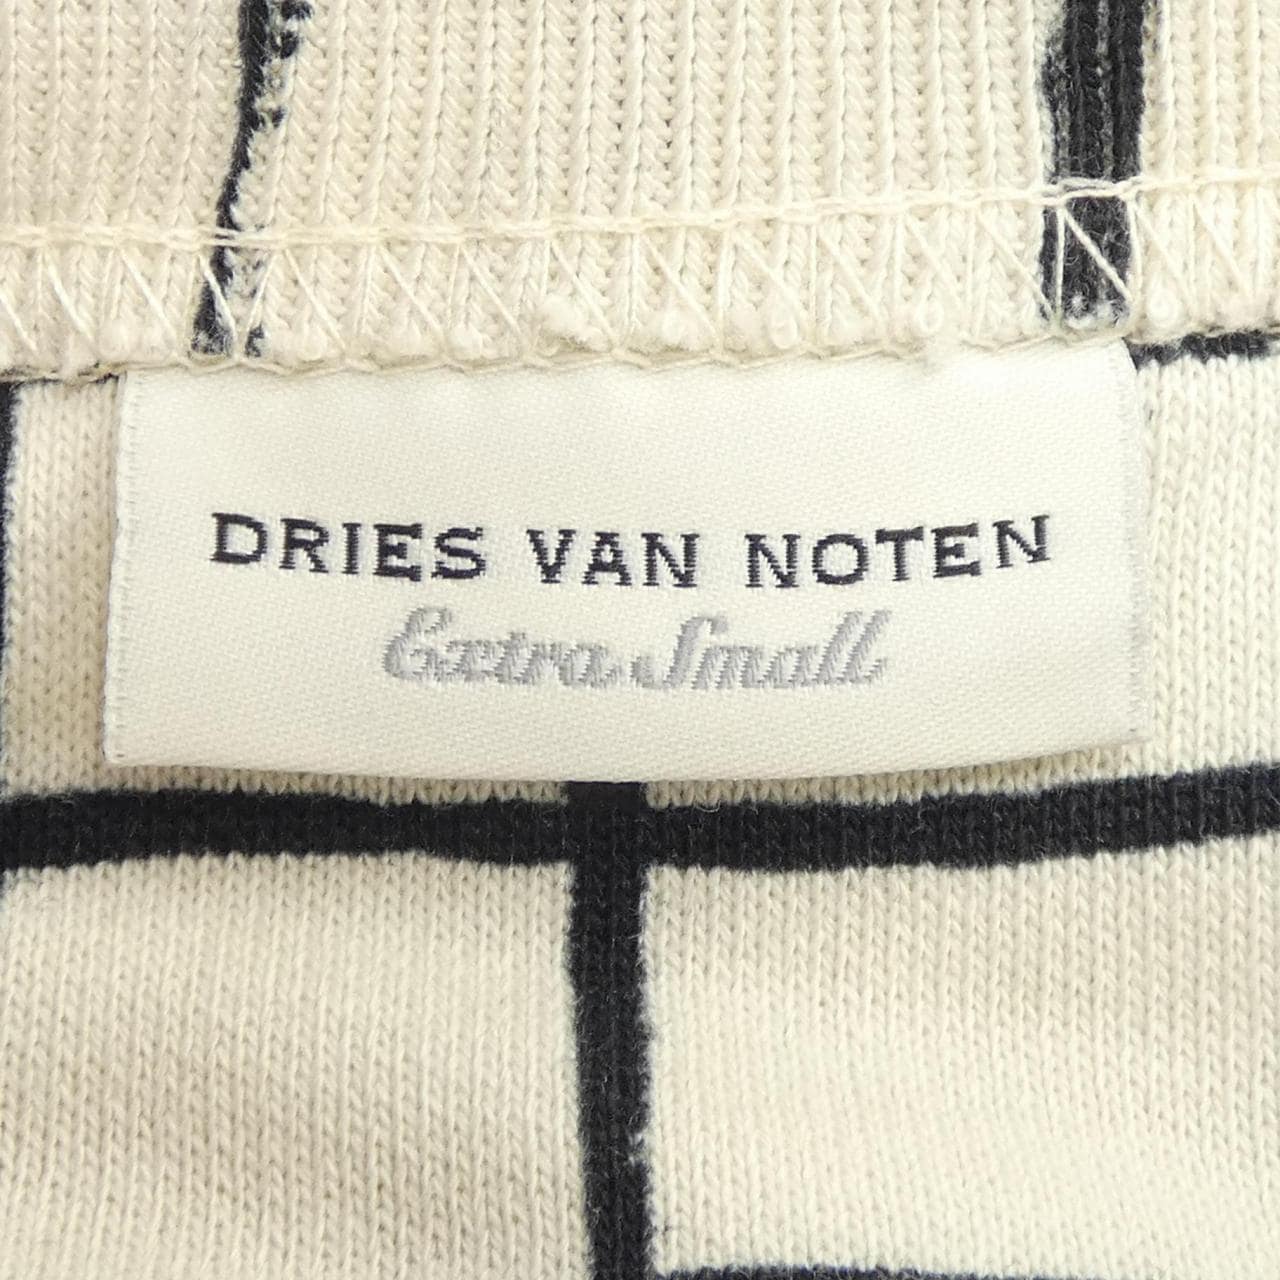 DRIES VAN NOTEN
Extra Small